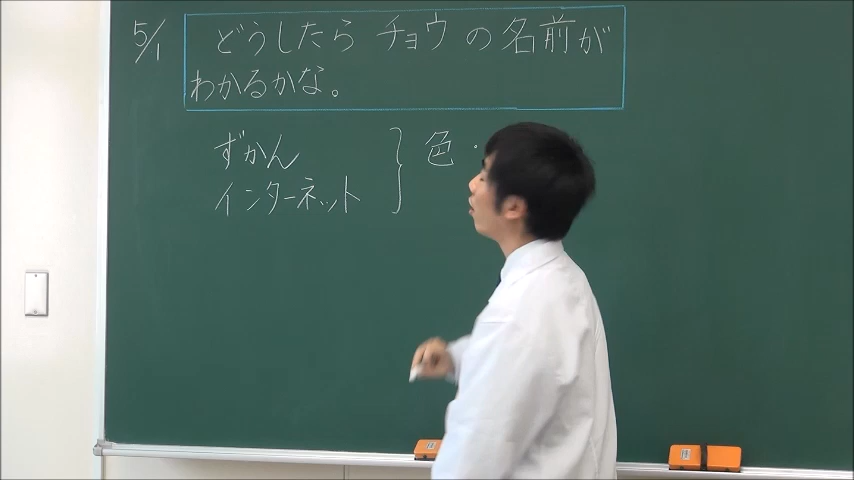 5/1 どうしたら チョウ の 名前が
わかるかな。
ずかん
インターネット } 色・